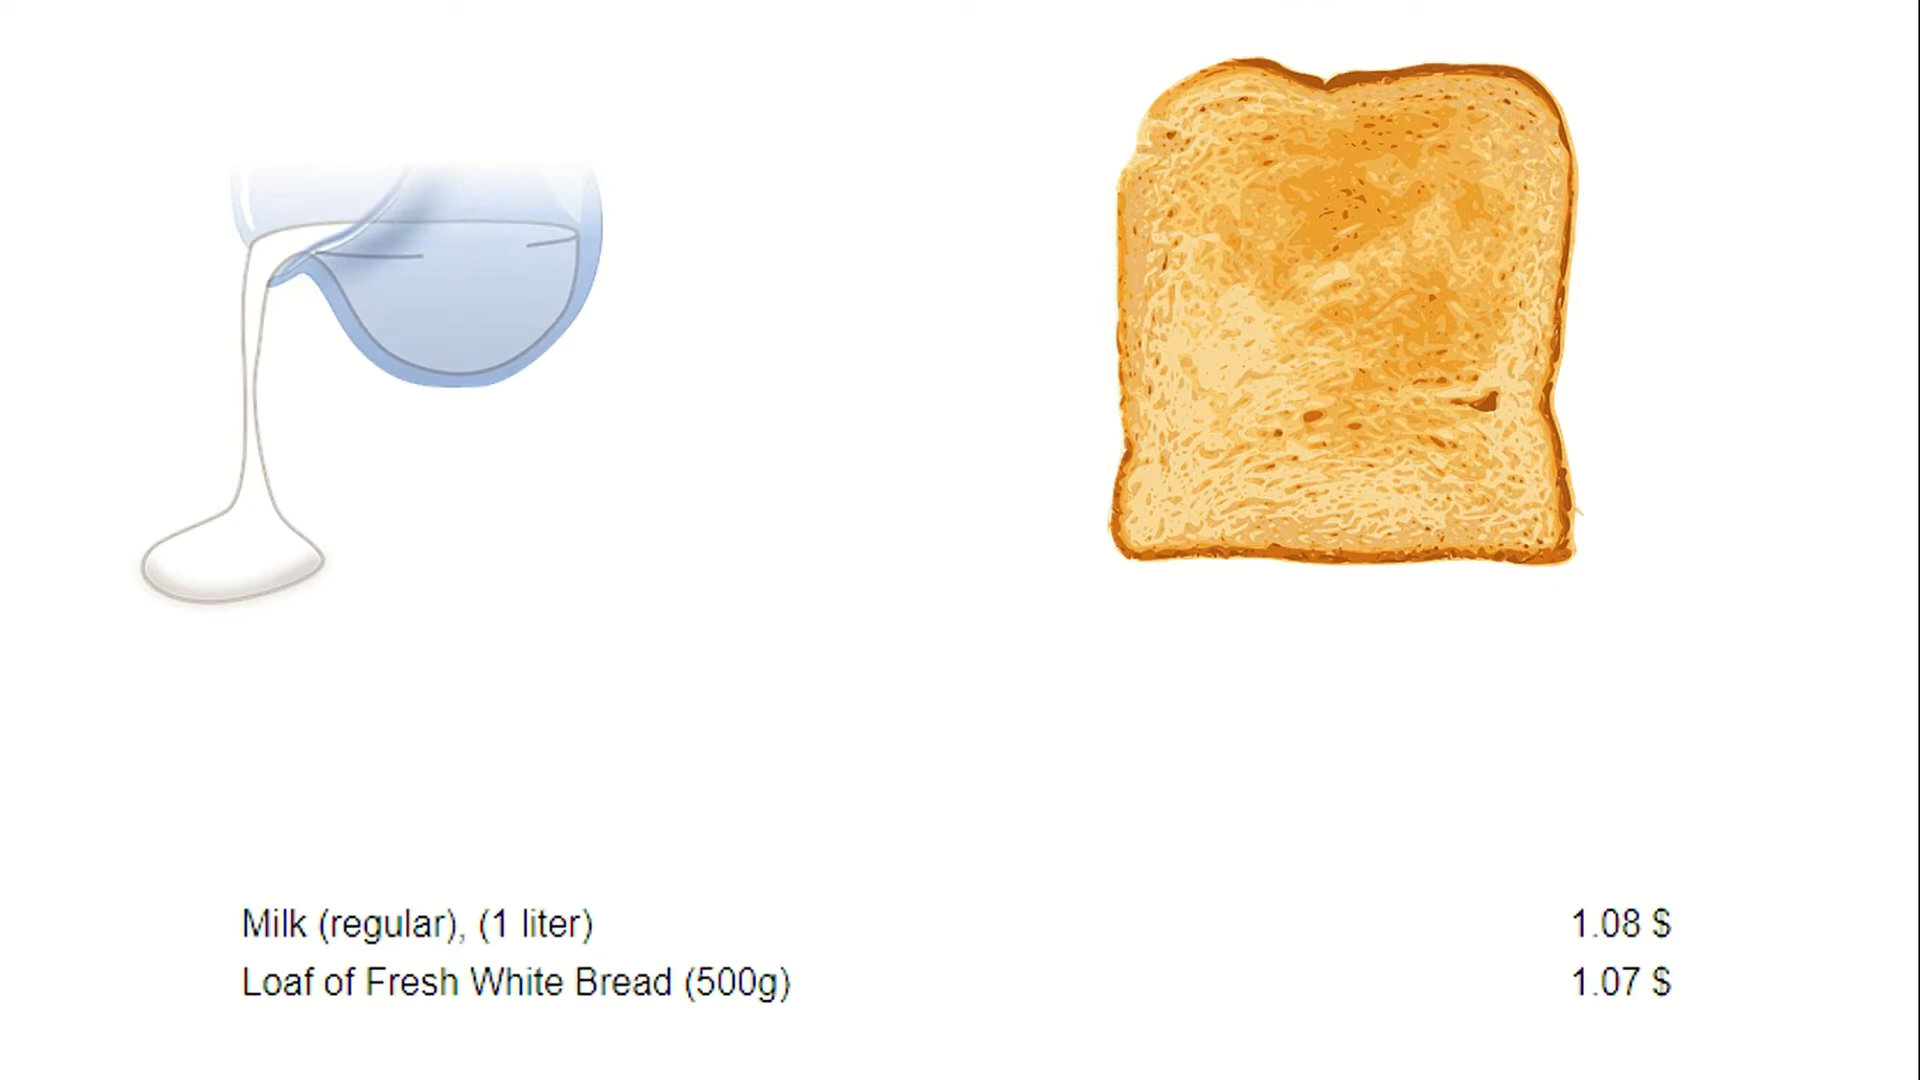 Milk (regular), (1 liter) 1.08 $
Loaf of Fresh White Bread (500g) 1.07 $